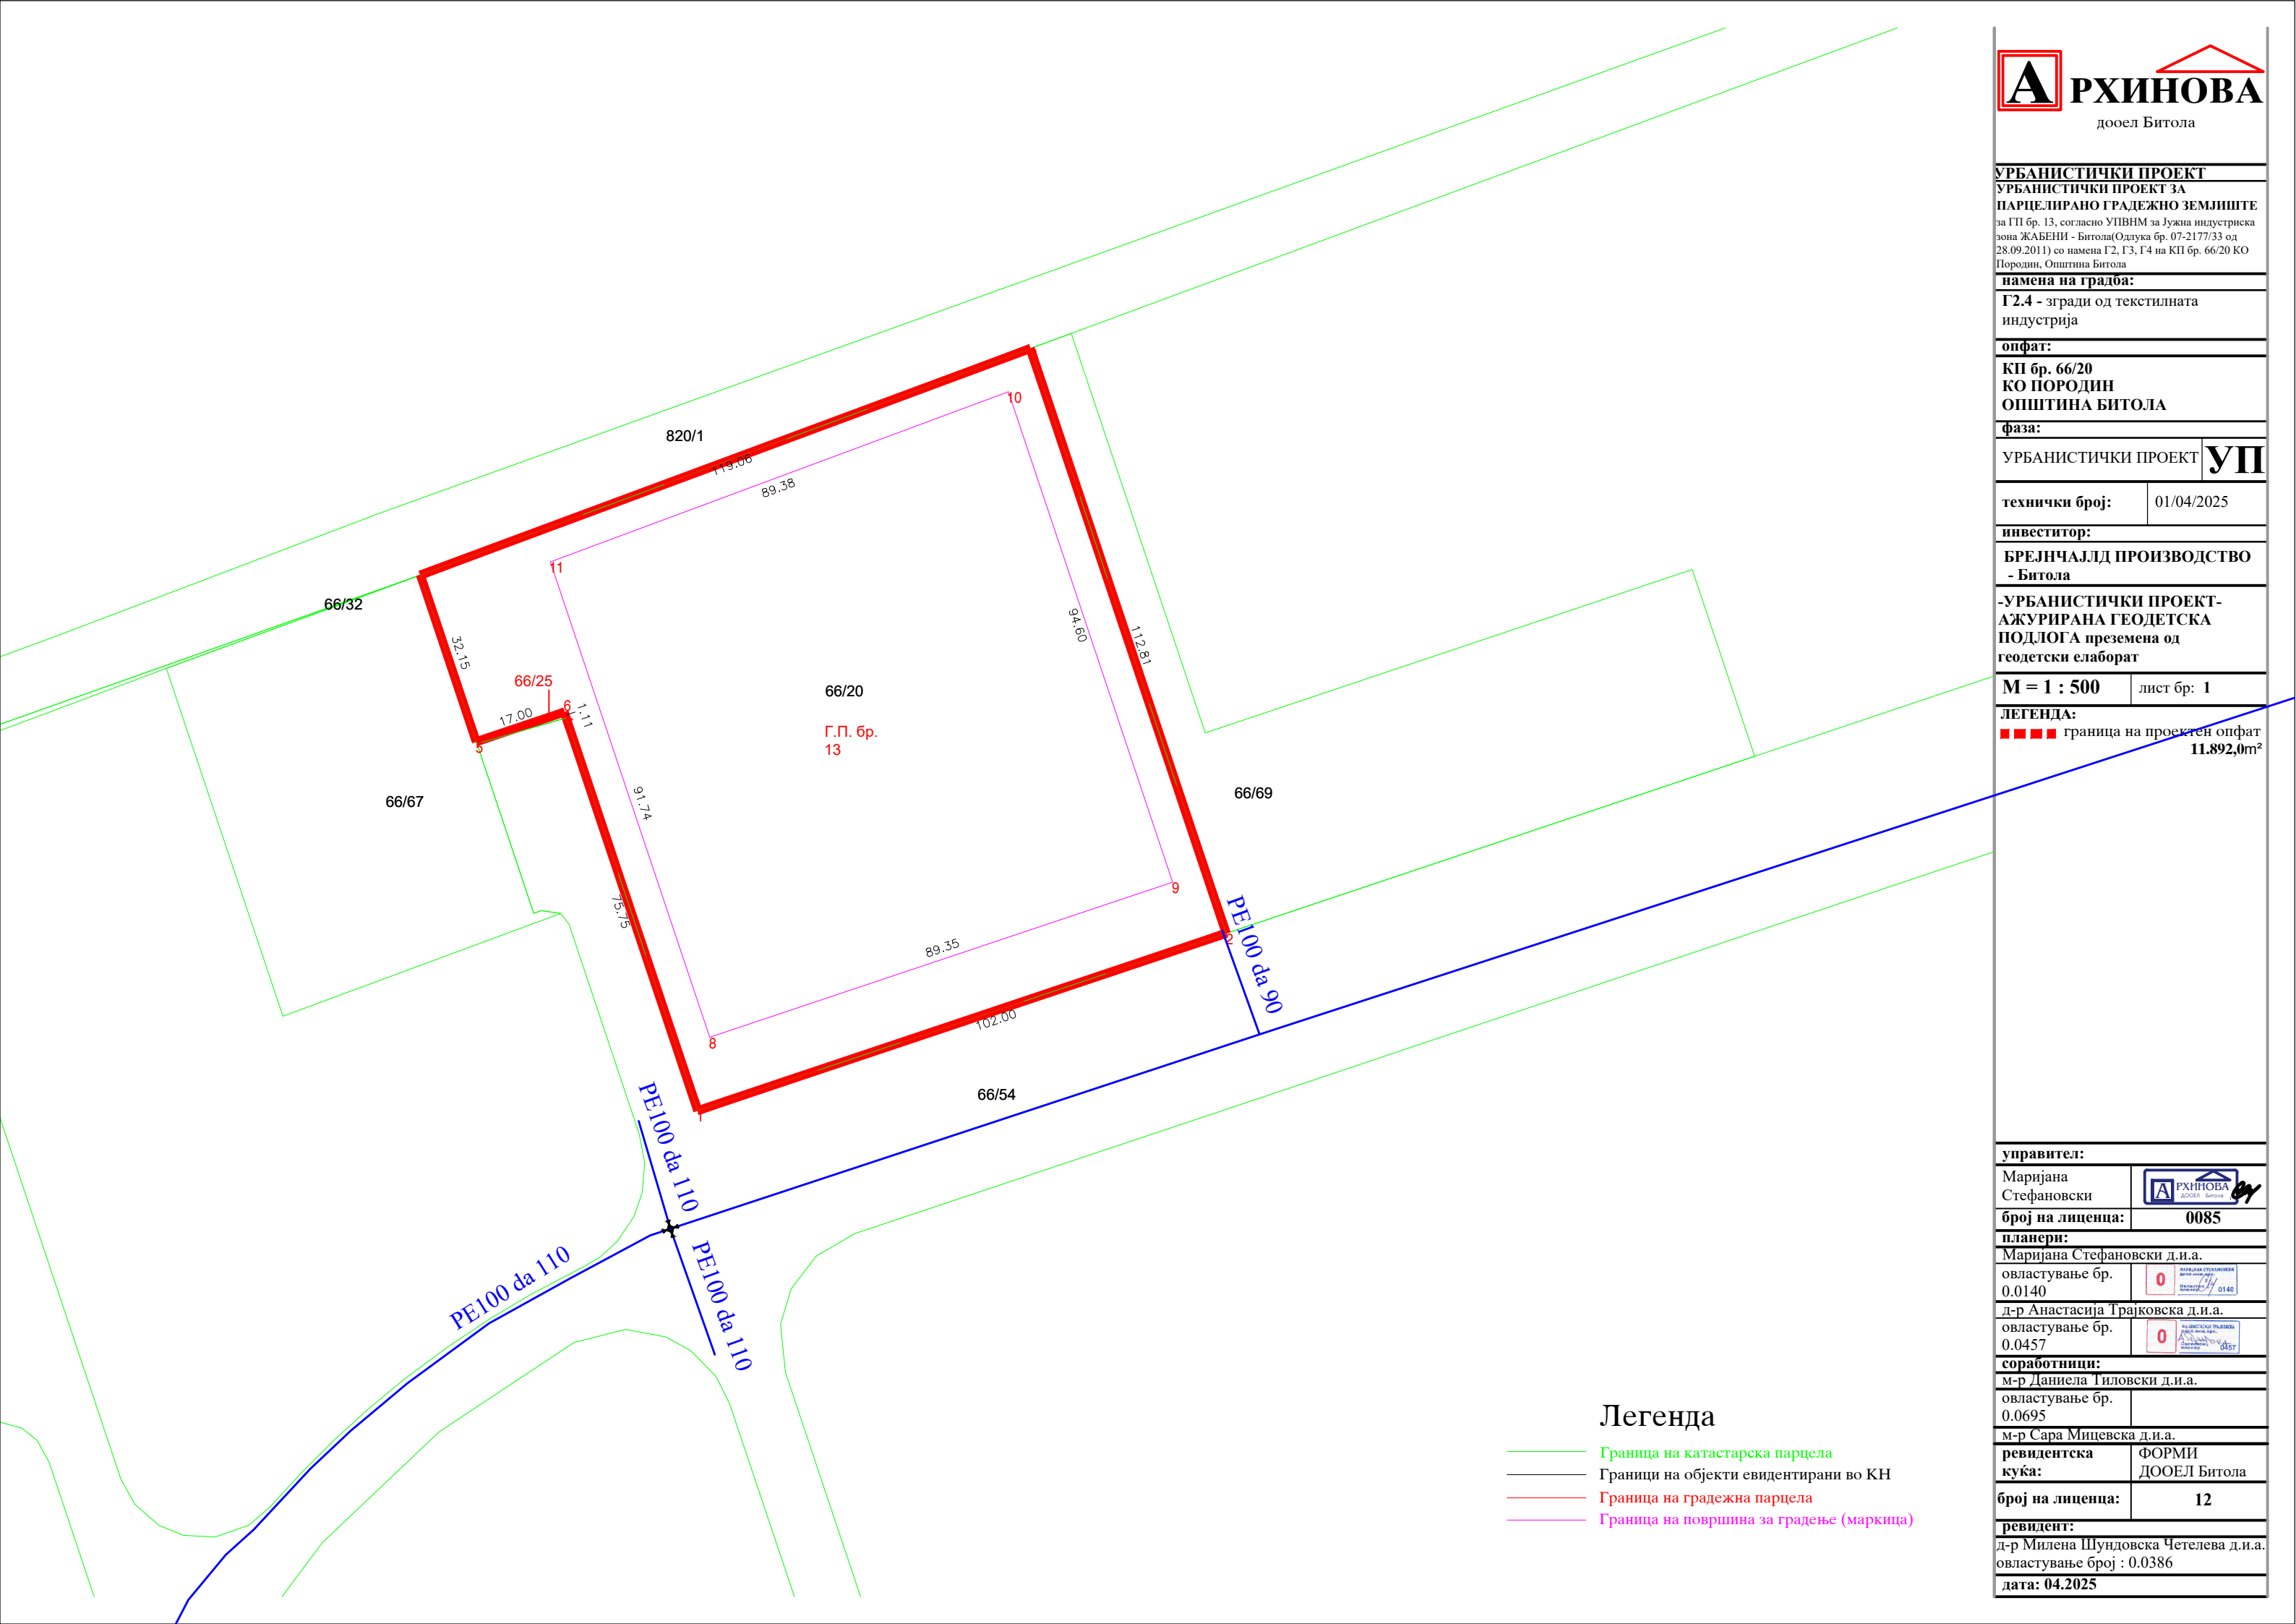 820/1
119.06
89.38
10
11
66/32
32.15
94.60
112.81
66/25
66/20
17.00
6
1.11
5
Г.П. бр.
13
91.74
66/67
66/69
9
75.75
89.35
2
PE100 da 90
102.00
8
66/54
1
PE100 da 110
PE100 da 110
PE100 da 110
Легенда
Граница на катастарска парцела
Граници на објекти евидентирани во КН
Граница на градежна парцела
Граница на површина за градење (маркица)
АРХИНОВА
дооел Битола
УРБАНИСТИЧКИ ПРОЕКТ
УРБАНИСТИЧКИ ПРОЕКТ ЗА
ПАРЦЕЛИРАНО ГРАДЕЖНО ЗЕМЈИШТЕ
за ГП бр. 13, согласно УПВНМ за Јужна индустриска
зона ЖАБЕНИ - Битола(Одлука бр. 07-2177/33 од
28.09.2011) со намена Г2, Г3, Г4 на КП бр. 66/20 КО
Породин, Општина Битола
намена на градба:
Г2.4 - згради од текстилната
индустрија
опфат:
КП бр. 66/20
КО ПОРОДИН
ОПШТИНА БИТОЛА
фаза:
УРБАНИСТИЧКИ ПРОЕКТ УП
технички број: 01/04/2025
инвеститор:
БРЕЈНЧАЈЛД ПРОИЗВОДСТВО
- Битола
-УРБАНИСТИЧКИ ПРОЕКТ-
АЖУРИРАНА ГЕОДЕТСКА
ПОДЛОГА преземена од
геодетски елаборат
М = 1 : 500 лист бр: 1
ЛЕГЕНДА:
граница на проектен опфат
11.892,0m²
управител:
Маријана
Стефановски
АРХИНОВА
ДООЕЛ Битола
број на лиценца: 0085
планери:
Маријана Стефановски д.и.а.
овластување бр.
0.0140
0
0140
д-р Анастасија Трајковска д.и.а.
овластување бр.
0.0457
0
0457
соработници:
м-р Даниела Тиловски д.и.а.
овластување бр.
0.0695
м-р Сара Мицевска д.и.а.
ревидентска ФОРМИ
куќа: ДООЕЛ Битола
број на лиценца: 12
ревидент:
д-р Милена Шундовска Четелева д.и.а.
овластување број : 0.0386
дата: 04.2025